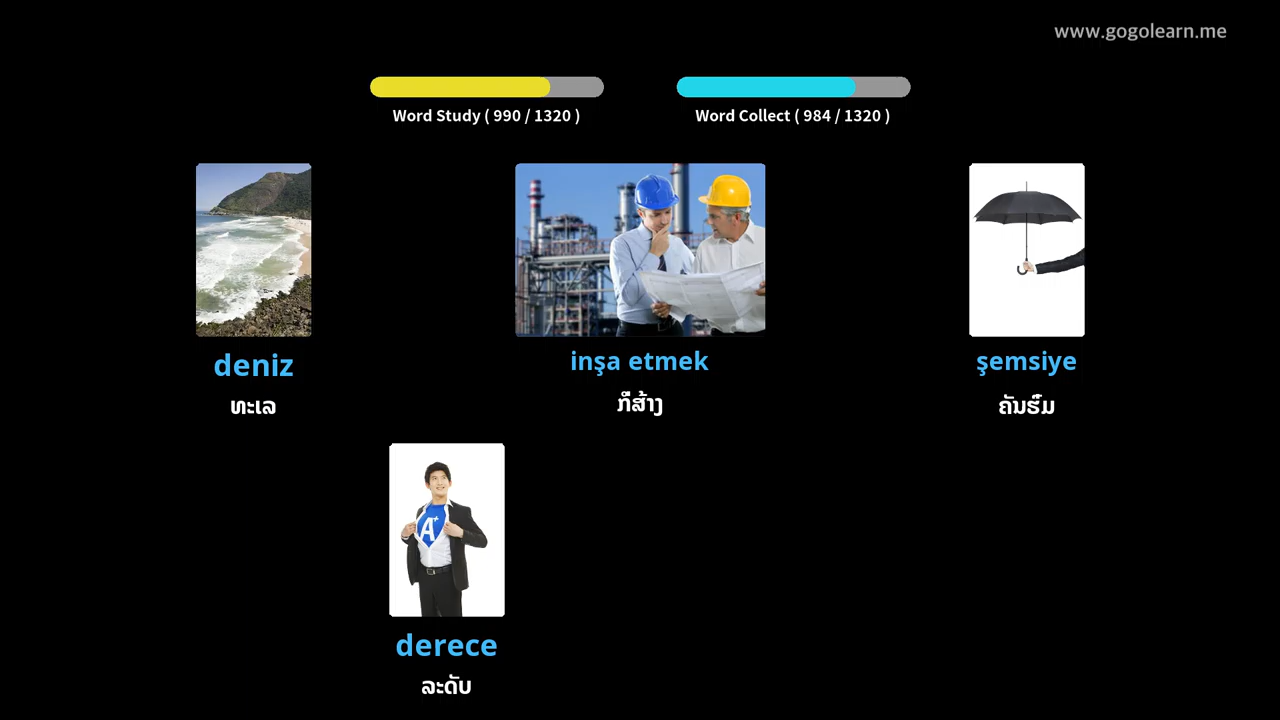 www.gogolearn.me
Word Study ( 990 / 1320 )
Word Collect ( 984 / 1320 )
deniz
inşa etmek
şemsiye
ທະເລ
ກໍ່ສ້າງ
ຄັນຮົ່ມ
A+
derece
ລະດັບ